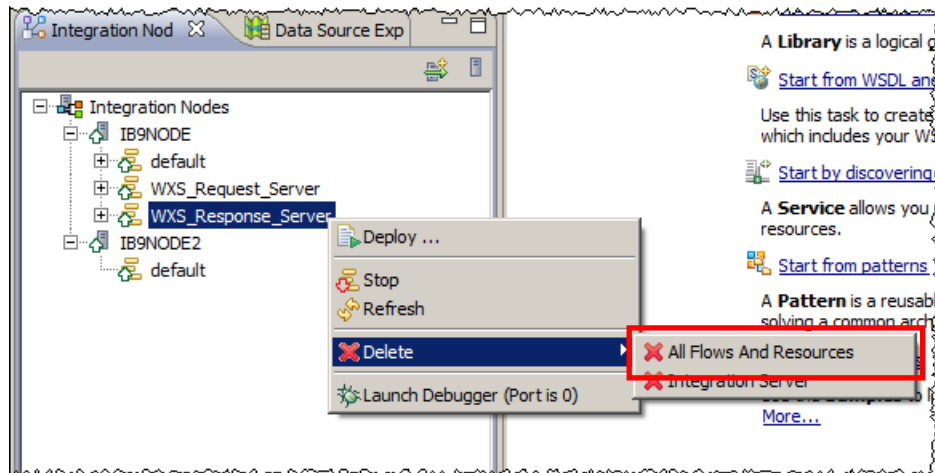 Integration Nod
Data Source Exp
Integration Nodes
IB9NODE
default
WXS_Request_Server
WXS_Response_Server
IB9NODE2
default
Deploy ...
Stop
Refresh
Delete
Launch Debugger (Port is 0)
All Flows And Resources
Integration Server
A Library is a logical
Start from WSDL and
Use this task to create
which includes your
Start by discovering
A Service allows you
resources.
Start from patterns
A Pattern is a reusabl
solving a common arch
More...